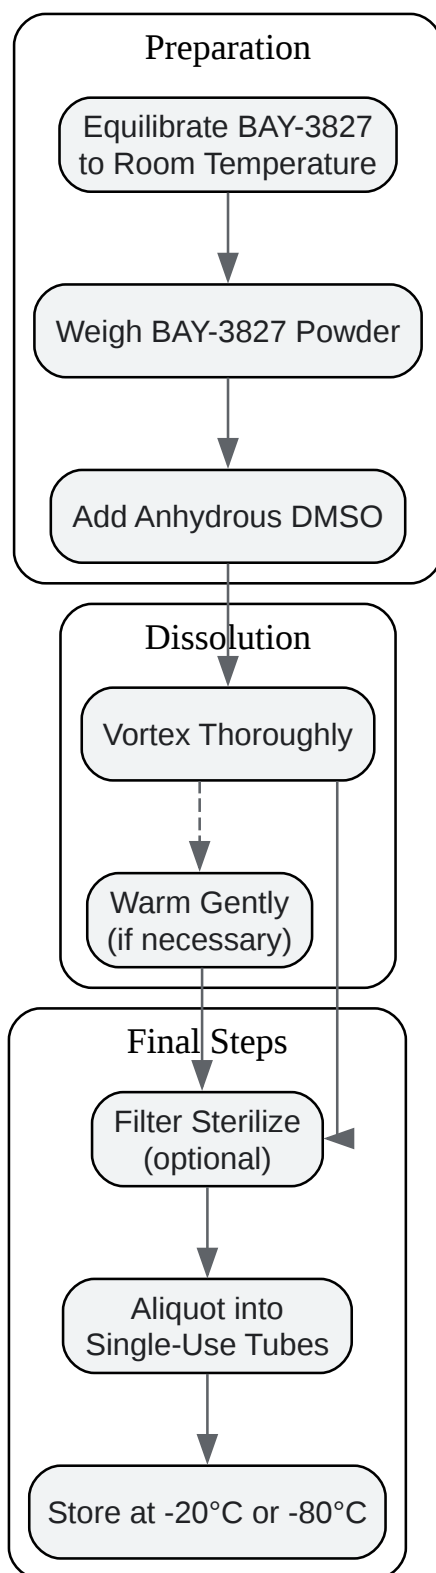 Preparation
Equilibrate BAY-3827
to Room Temperature
Weigh BAY-3827 Powder
Add Anhydrous DMSO
Dissolution
Vortex Thoroughly
Warm Gently
(if necessary)
Final Steps
Filter Sterilize
(optional)
Aliquot into
Single-Use Tubes
Store at -20°C or -80°C